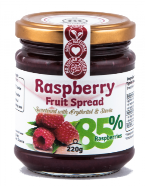 Raspberry
Fruit Spread
Sweetened with Erythritol & Stevia
85%
Raspberries
220g